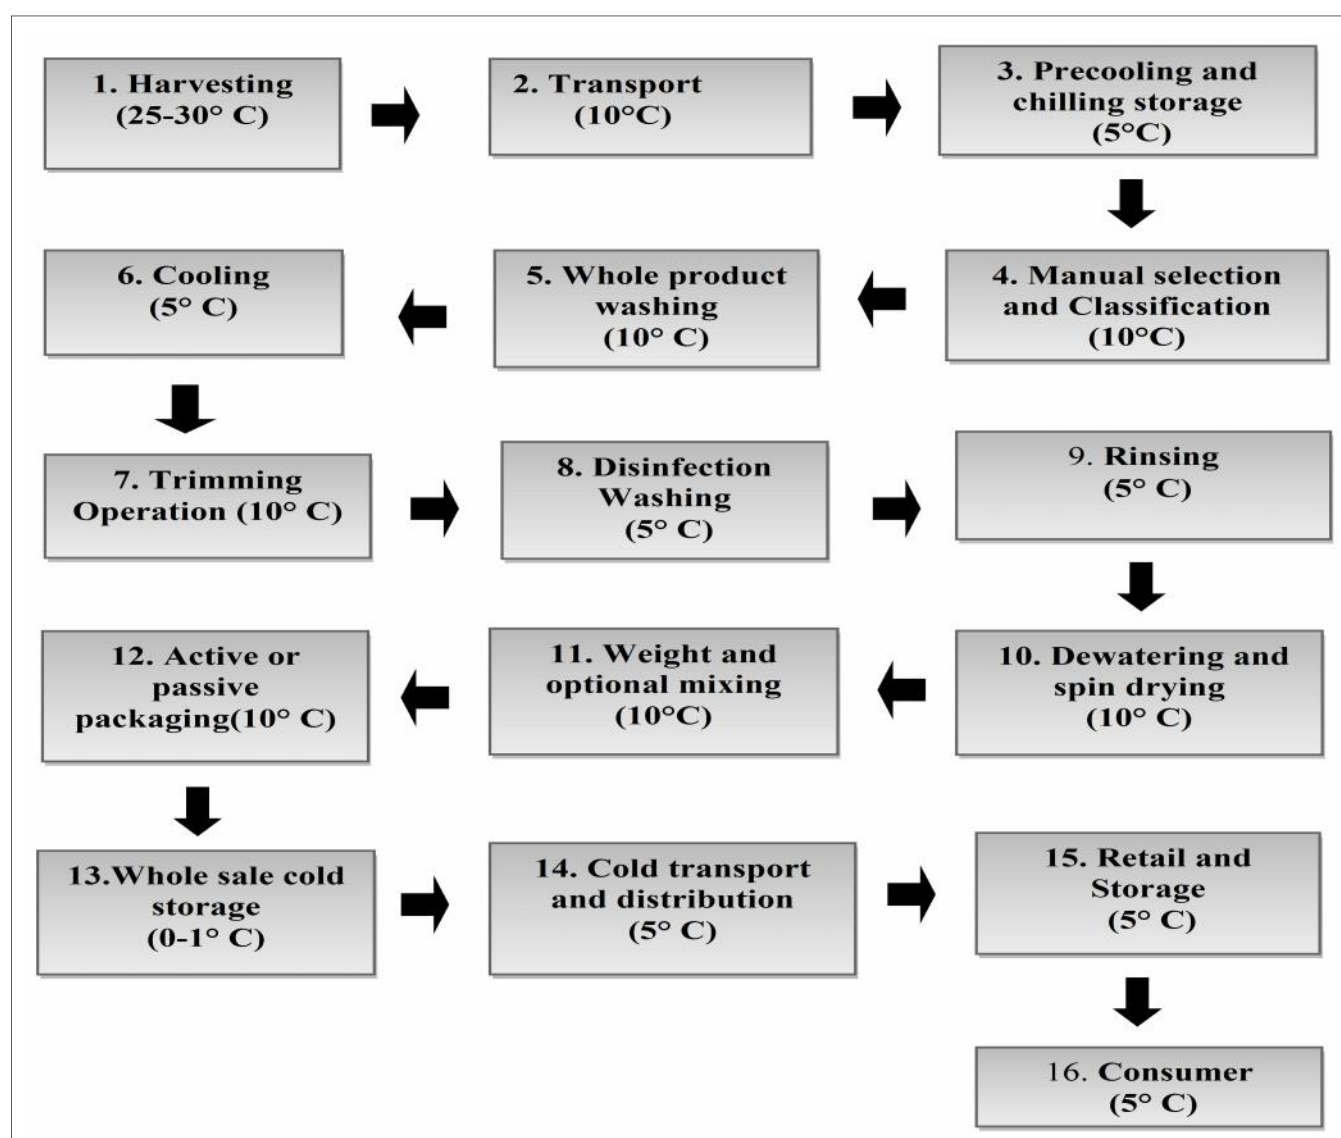 1. Harvesting
(25-30° C)
2. Transport
(10°C)
3. Precooling and
chilling storage
(5°C)
4. Manual selection
and Classification
(10°C)
5. Whole product
washing
(10° C)
6. Cooling
(5° C)
7. Trimming
Operation (10° C)
8. Disinfection
Washing
(5° C)
9. Rinsing
(5° C)
10. Dewatering and
spin drying
(10° C)
11. Weight and
optional mixing
(10°C)
12. Active or
passive
packaging(10° C)
13.Whole sale cold
storage
(0-1° C)
14. Cold transport
and distribution
(5° C)
15. Retail and
Storage
(5° C)
16. Consumer
(5° C)